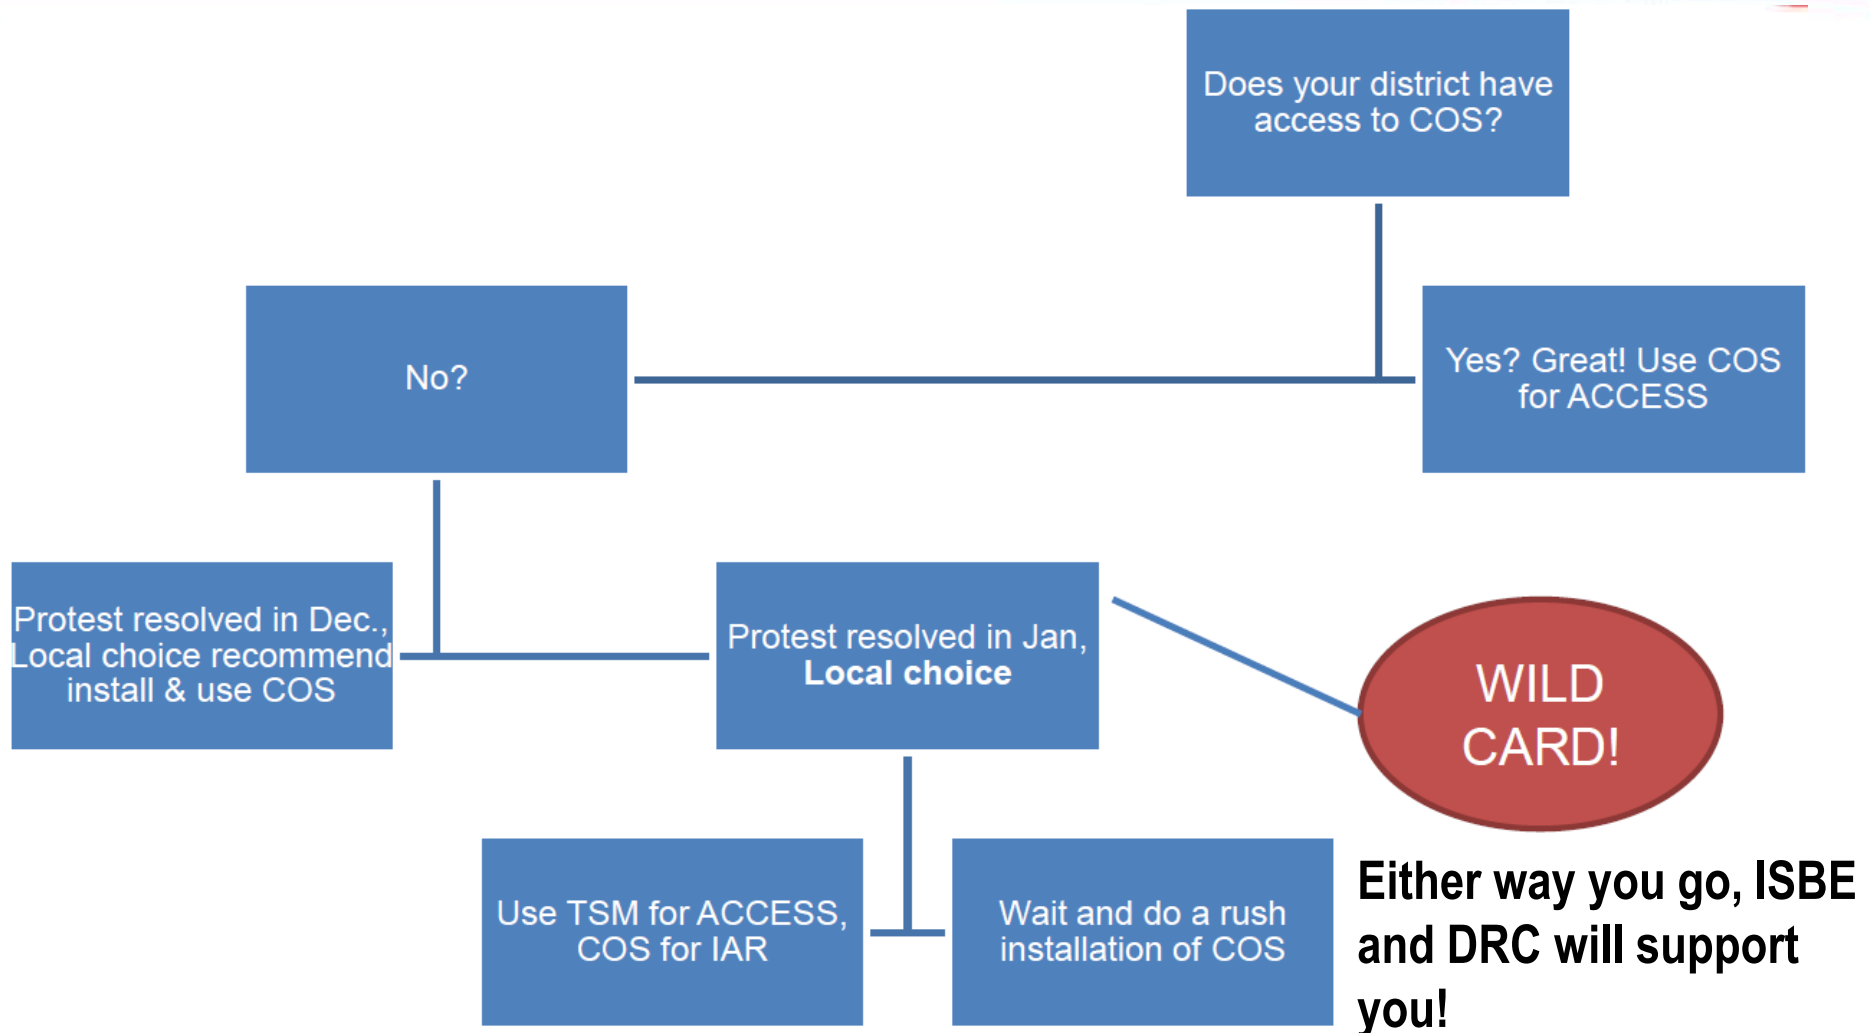 Does your district have
access to COS?
No?
Yes? Great! Use COS
for ACCESS
Protest resolved in Dec.,
Local choice recommend
install & use COS
Protest resolved in Jan,
Local choice
WILD
CARD!
Use TSM for ACCESS,
COS for IAR
Wait and do a rush
installation of COS
Either way you go, ISBE
and DRC will support
you!